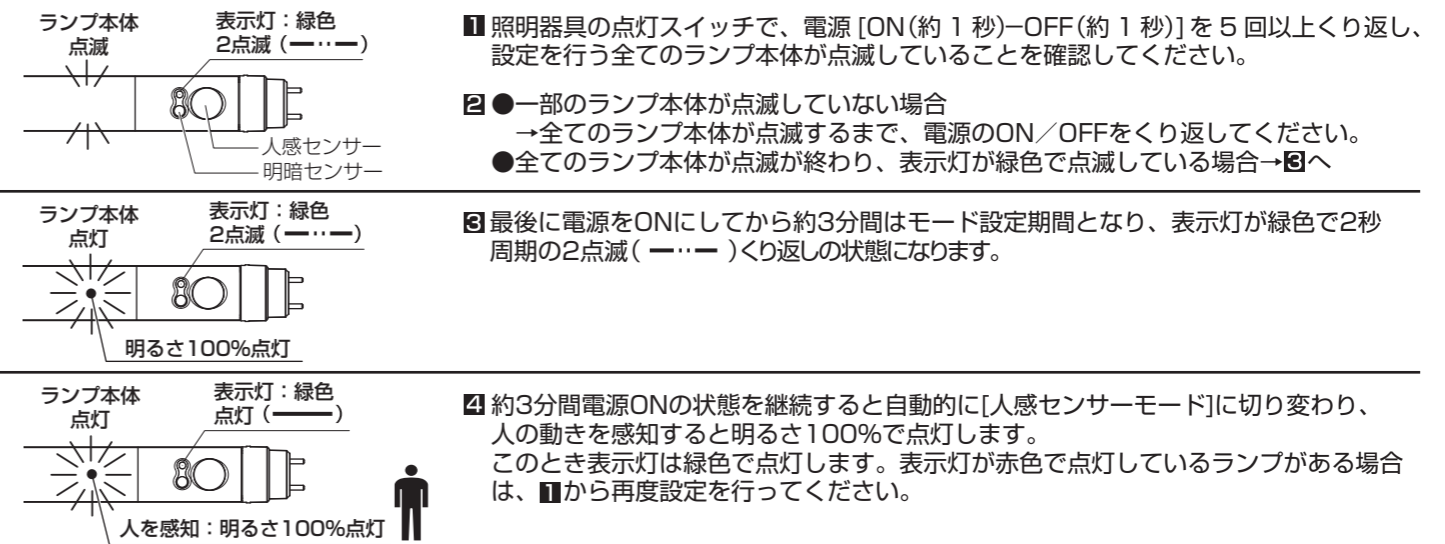 ランプ本体
点滅
表示灯：緑色
2点滅（━‥━）
人感センサー
明暗センサー
1 照明器具の点灯スイッチで、電源 [ON(約 1 秒)−OFF(約 1 秒)] を 5 回以上くり返し、
設定を行う全てのランプ本体が点滅していることを確認してください。
2 ●一部のランプ本体が点滅していない場合
→全てのランプ本体が点滅するまで、電源のON／OFFをくり返してください。
●全てのランプ本体が点滅が終わり、表示灯が緑色で点滅している場合→3へ
ランプ本体
点灯
表示灯：緑色
2点滅（━‥━）
明るさ100%点灯
3 最後に電源をONにしてから約3分間はモード設定期間となり、表示灯が緑色で2秒
周期の2点滅( ━‥━ )くり返しの状態になります。
ランプ本体
点灯
表示灯：緑色
点灯（━━━）
人を感知：明るさ100%点灯
4 約3分間電源ONの状態を継続すると自動的に[人感センサーモード]に切り変わり、
人の動きを感知すると明るさ100%で点灯します。
このとき表示灯は緑色で点灯します。表示灯が赤色で点灯しているランプがある場合
は、1から再度設定を行ってください。